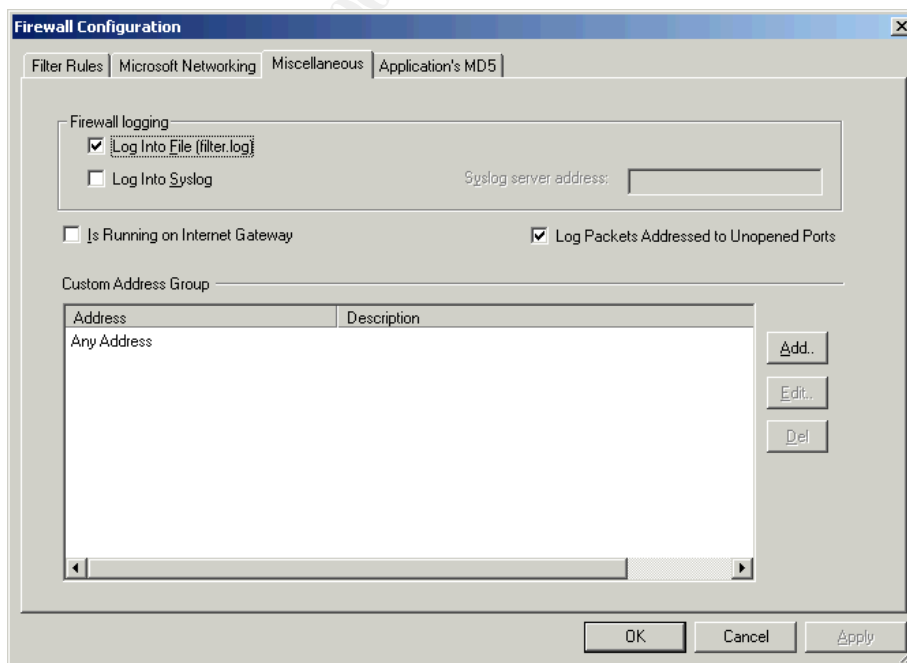 Firewall Configuration
Filter Rules Microsoft Networking Miscellaneous Application's MD5
Firewall logging
Log Into File (filter.log)
Log Into Syslog Syslog server address:
Is Running on Internet Gateway Log Packets Addressed to Unopened Ports
Custom Address Group
Address Description
Any Address
Add..
Edit..
Del
OK Cancel Apply